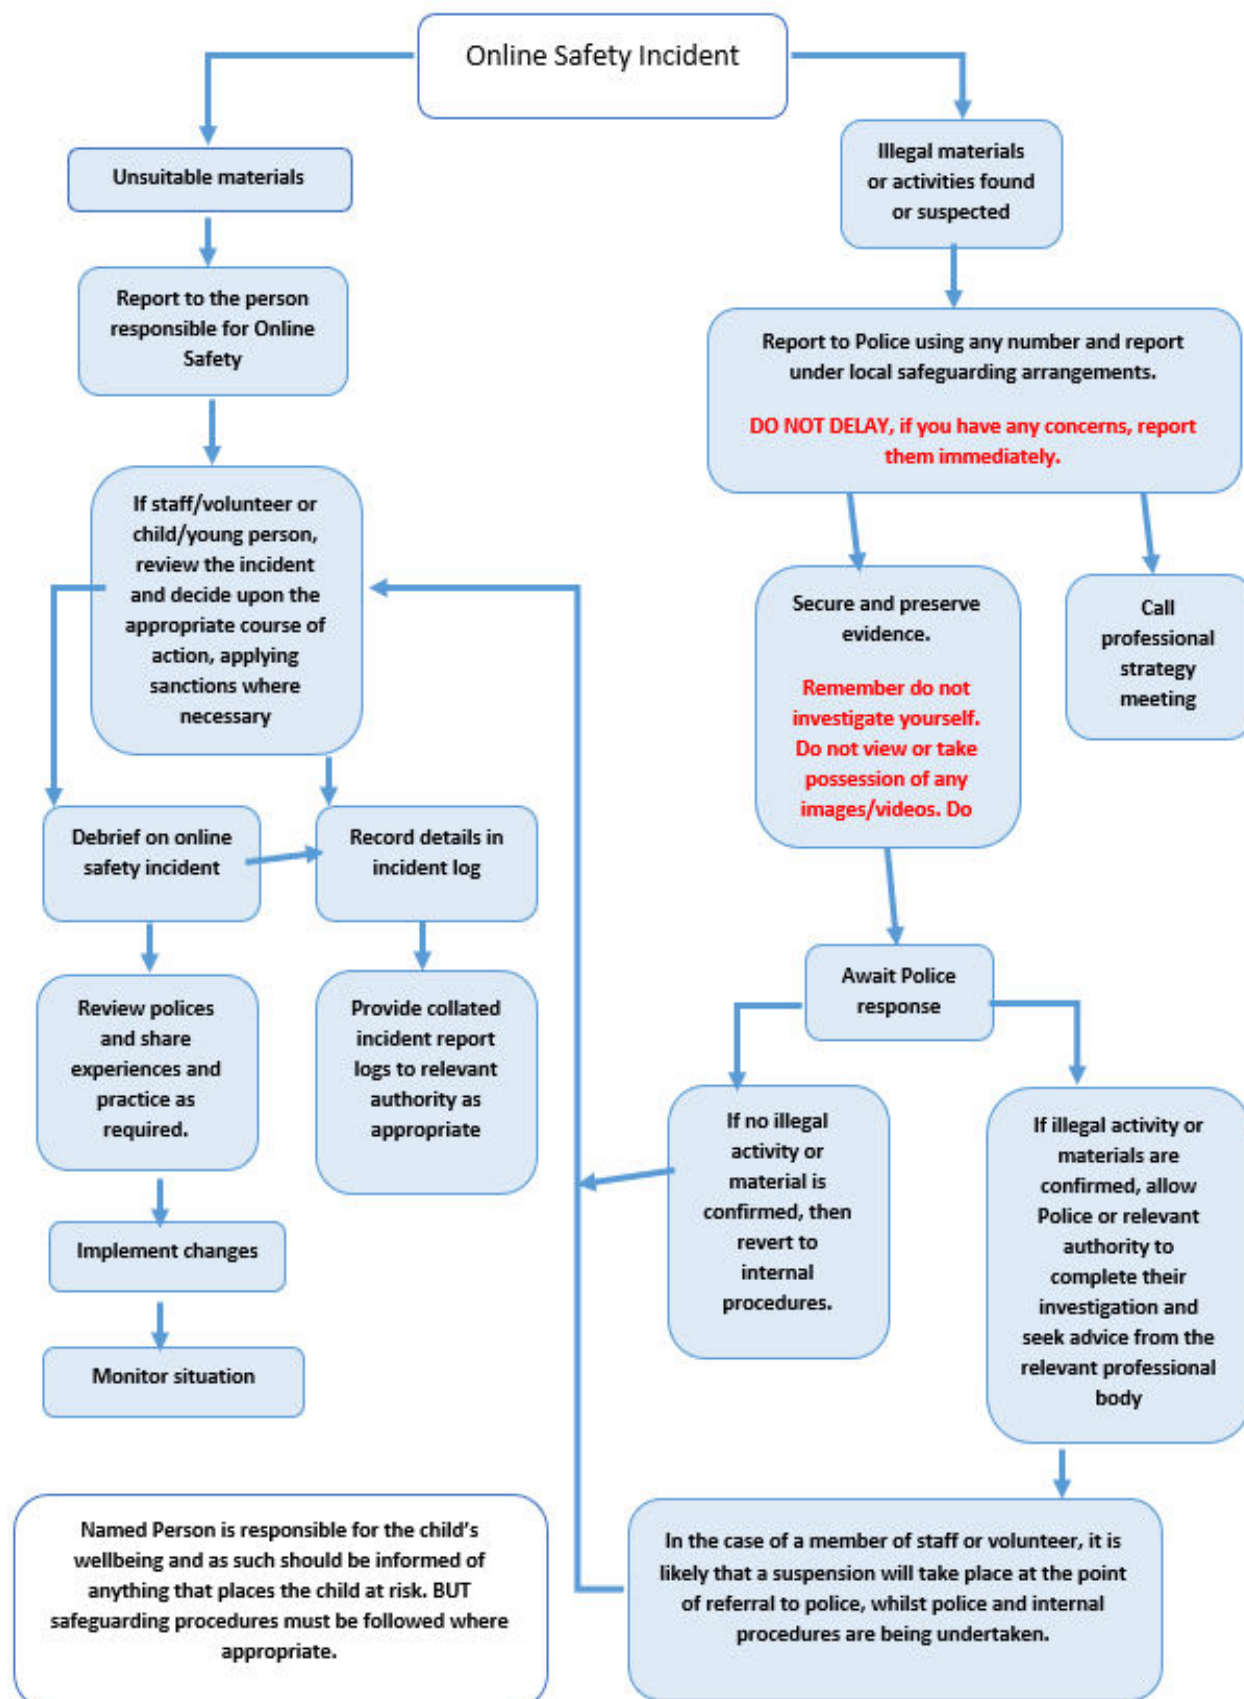 Online Safety Incident
Unsuitable materials
Illegal materials
or activities found
or suspected
Report to the person
responsible for Online
Safety
Report to Police using any number and report
under local safeguarding arrangements.
DO NOT DELAY, if you have any concerns, report
them immediately.
If staff/volunteer or
child/young person,
review the incident
and decide upon the
appropriate course of
action, applying
sanctions where
necessary
Secure and preserve
evidence.
Remember do not
investigate yourself.
Do not view or take
possession of any
images/videos. Do
Call
professional
strategy
meeting
Debrief on online
safety incident
Record details in
incident log
Review polices
and share
experiences and
practice as
required.
Provide collated
incident report
logs to relevant
authority as
appropriate
Await Police
response
If no illegal
activity or
material is
confirmed, then
revert to
internal
procedures.
If illegal activity or
materials are
confirmed, allow
Police or relevant
authority to
complete their
investigation and
seek advice from the
relevant professional
body
Implement changes
Monitor situation
Named Person is responsible for the child's
wellbeing and as such should be informed of
anything that places the child at risk. BUT
safeguarding procedures must be followed where
appropriate.
In the case of a member of staff or volunteer, it is
likely that a suspension will take place at the point
of referral to police, whilst police and internal
procedures are being undertaken.